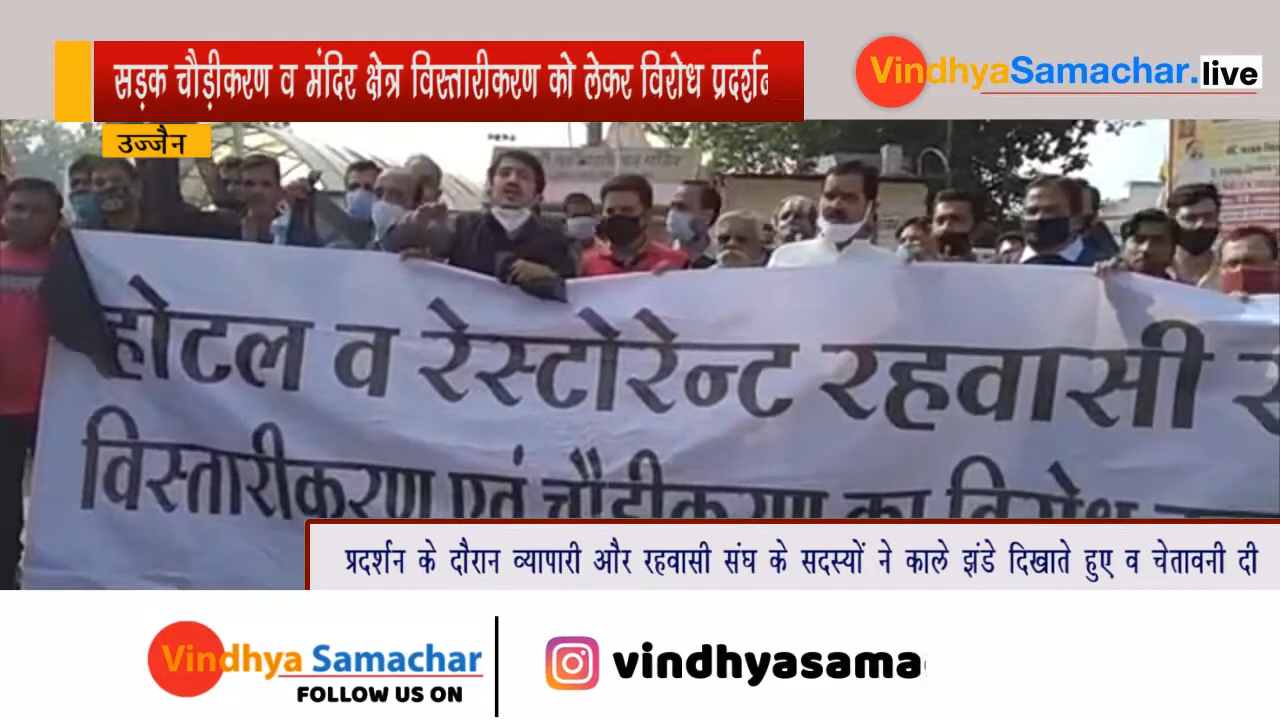 सड़क चौड़ीकरण व मंदिर क्षेत्र विस्तारीकरण को लेकर विरोध प्रदर्शन
VindhyaSamachar.live
उज्जैन
होटल व रेस्टोरेन्ट रहवासी
विस्तारीकरण एवं चौड़ीकरण का विरोध
प्रदर्शन के दौरान व्यापारी और रहवासी संघ के सदस्यों ने काले झंडे दिखाते हुए व चेतावनी दी
Vindhya Samachar
FOLLOW US ON
vindhyasama